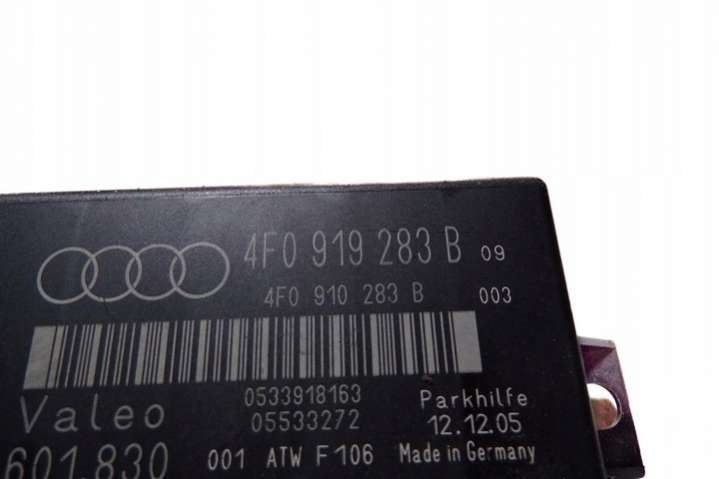 4F0 919 283 B 09
4F0 910 283 B 003
0533918163
Valeo 05533272
Parkhilfe
12.12.05
601.830 001 ATW F 106 Made in Germany